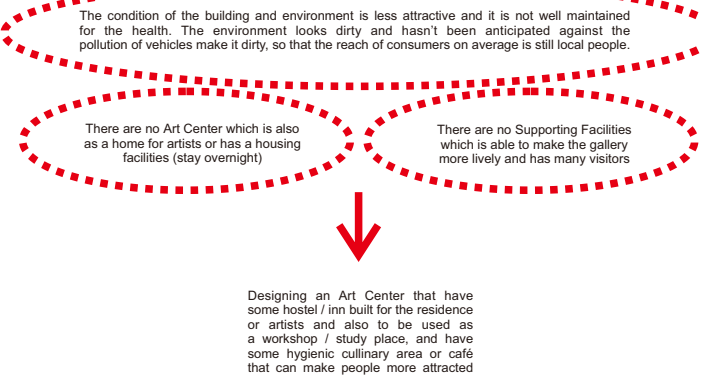 The condition of the building and environment is less attractive and it is not well maintained
for the health. The environment looks dirty and hasn't been anticipated against the
pollution of vehicles make it dirty, so that the reach of consumers on average is still local people.
There are no Art Center which is also
as a home for artists or has a housing
facilities (stay overnight)
There are no Supporting Facilities
which is able to make the gallery
more lively and has many visitors
Designing an Art Center that have
some hostel / inn built for the residence
or artists and also to be used as
a workshop / study place, and have
some hygienic cullinary area or café
that can make people more attracted